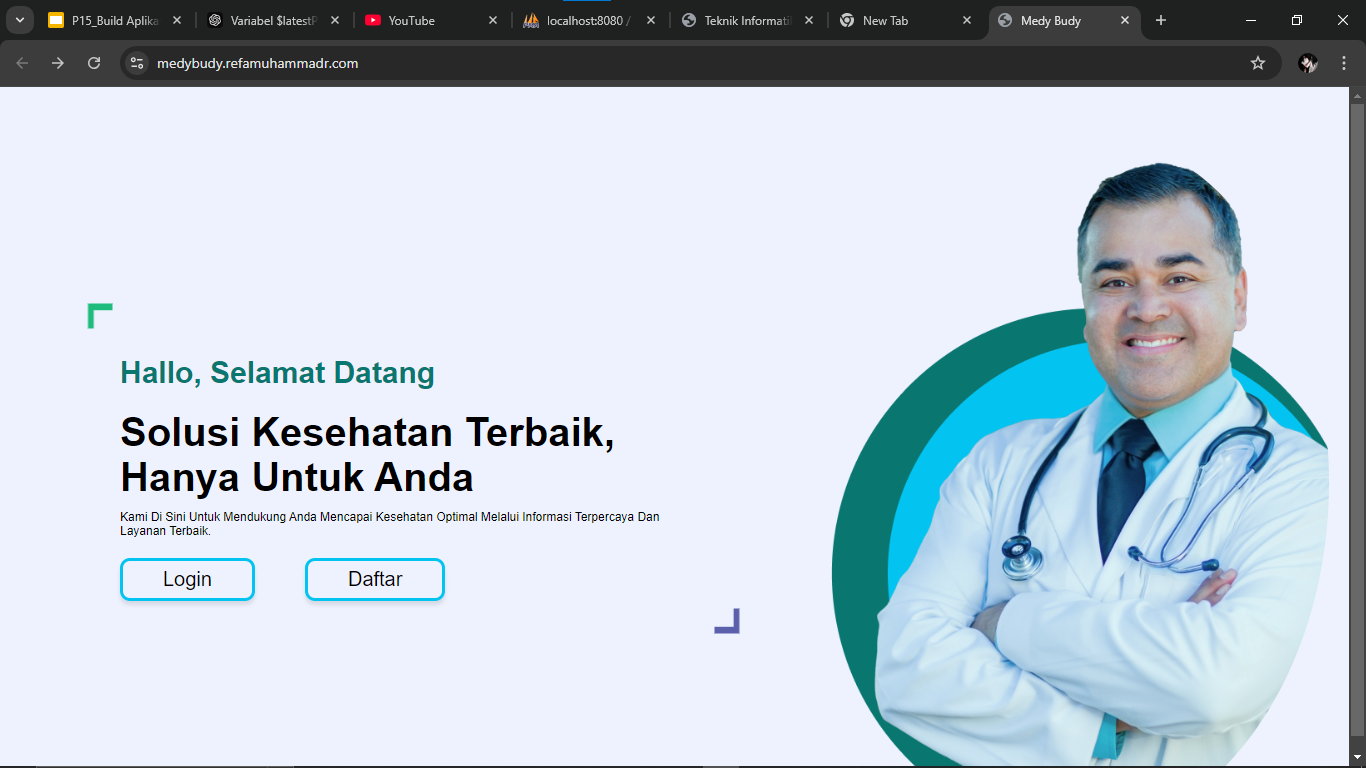 P15_Build Aplika
Variabel $latestP
YouTube
localhost:8080 /
Teknik Informati
New Tab
Medy Budy
medybudy.refamuhammadr.com
Hallo, Selamat Datang
Solusi Kesehatan Terbaik,
Hanya Untuk Anda
Kami Di Sini Untuk Mendukung Anda Mencapai Kesehatan Optimal Melalui Informasi Terpercaya Dan
Layanan Terbaik.
Login
Daftar